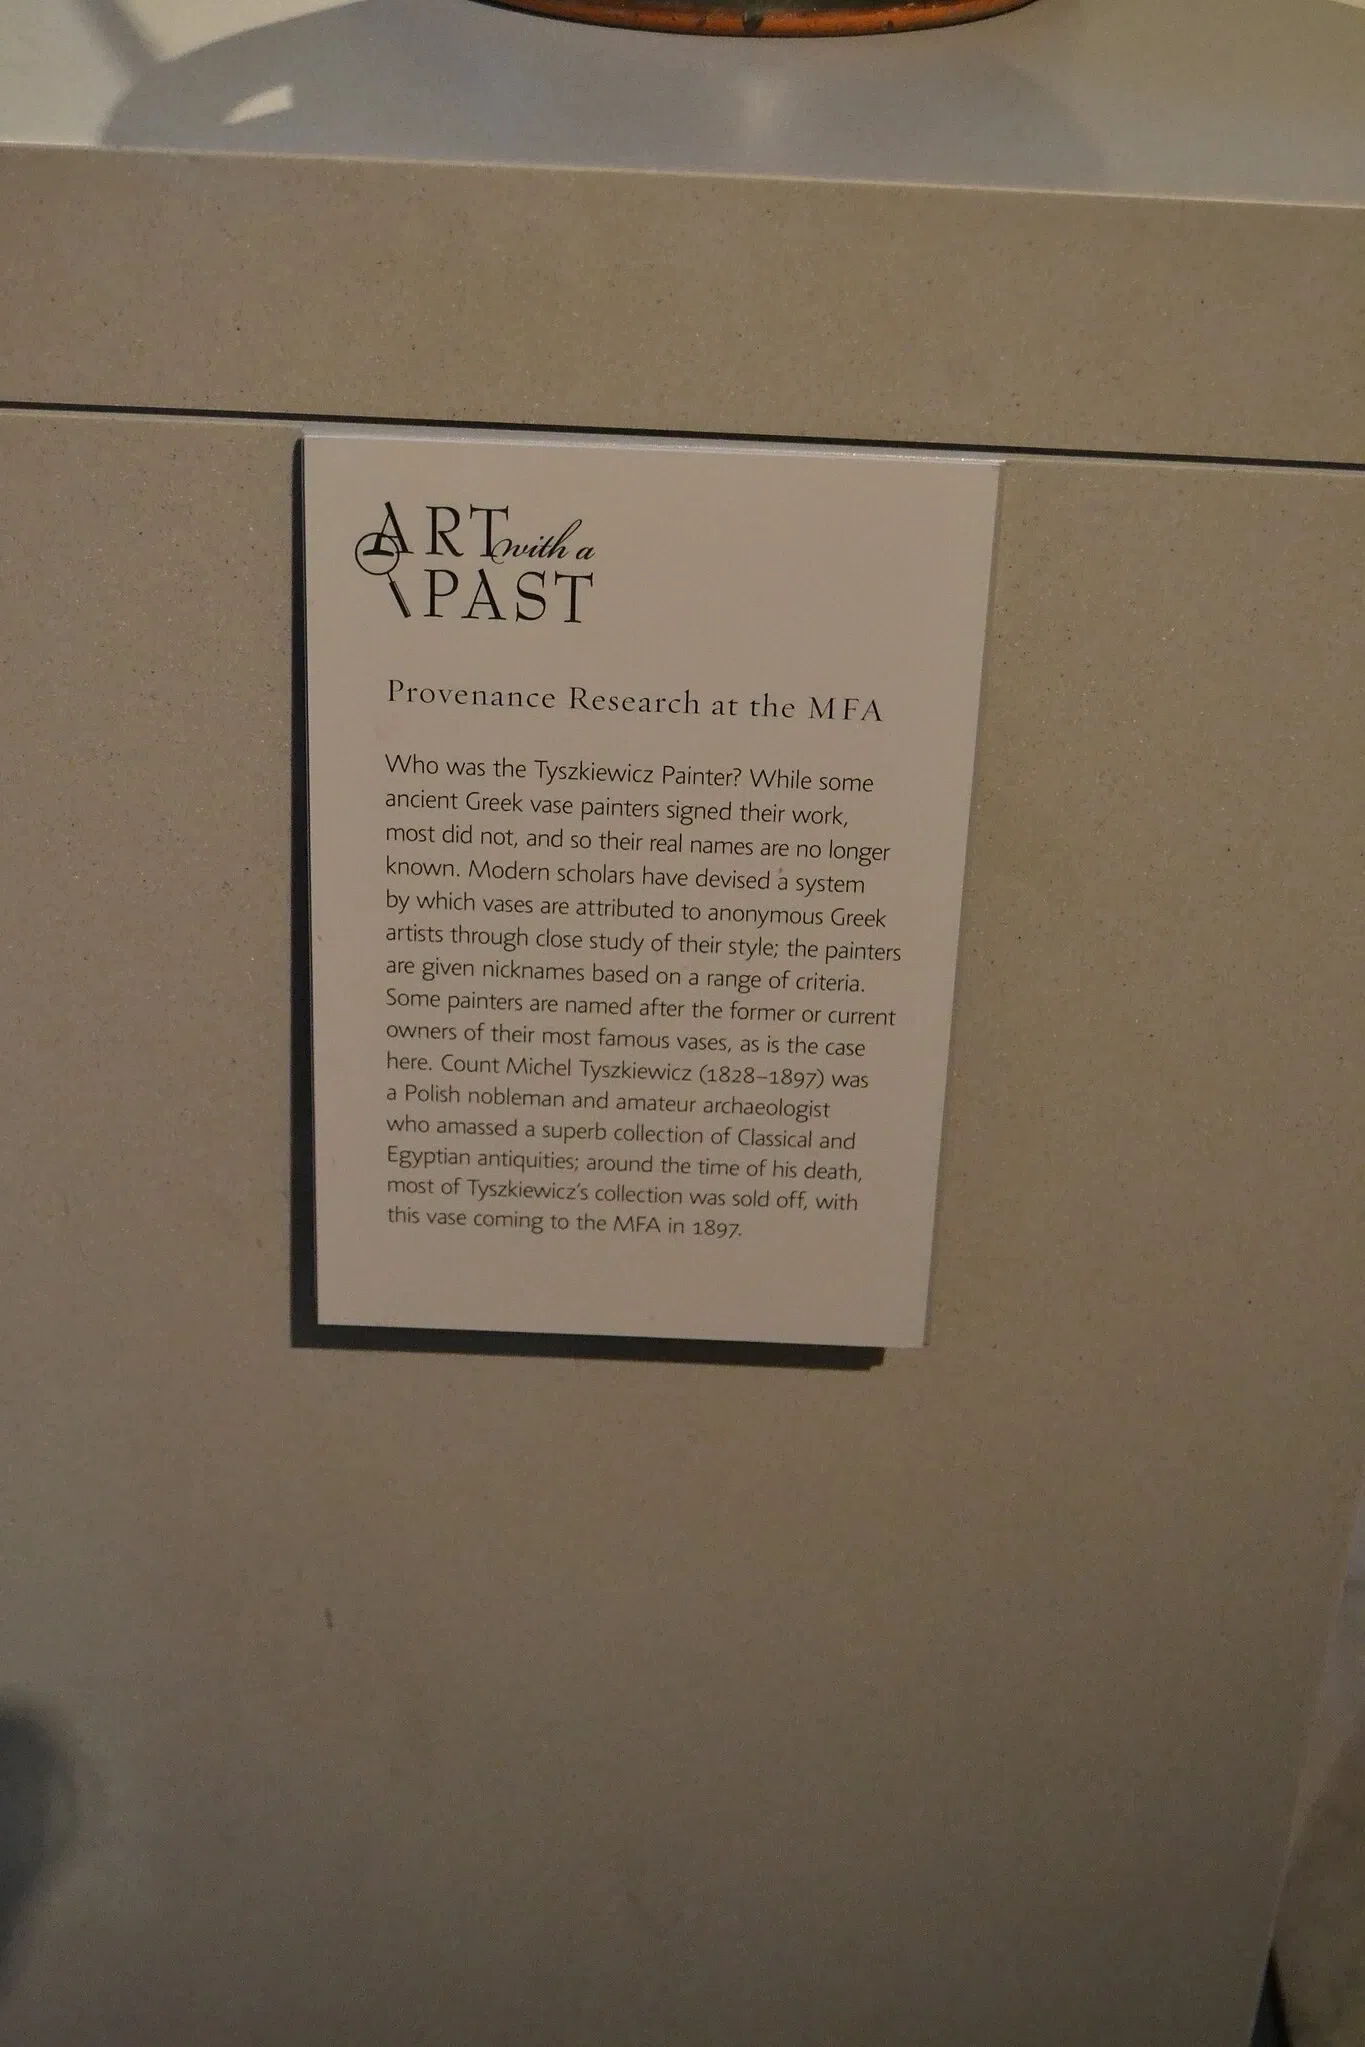 ART with a
PAST
Provenance Research at the MFA
Who was the Tyszkiewicz Painter? While some
ancient Greek vase painters signed their work,
most did not, and so their real names are no longer
known. Modern scholars have devised a system
by which vases are attributed to anonymous Greek
artists through close study of their style; the painters
are given nicknames based on a range of criteria.
Some painters are named after the former or current
owners of their most famous vases, as is the case
here. Count Michel Tyszkiewicz (1828–1897) was
a Polish nobleman and amateur archaeologist
who amassed a superb collection of Classical and
Egyptian antiquities; around the time of his death,
most of Tyszkiewicz's collection was sold off, with
this vase coming to the MFA in 1897.